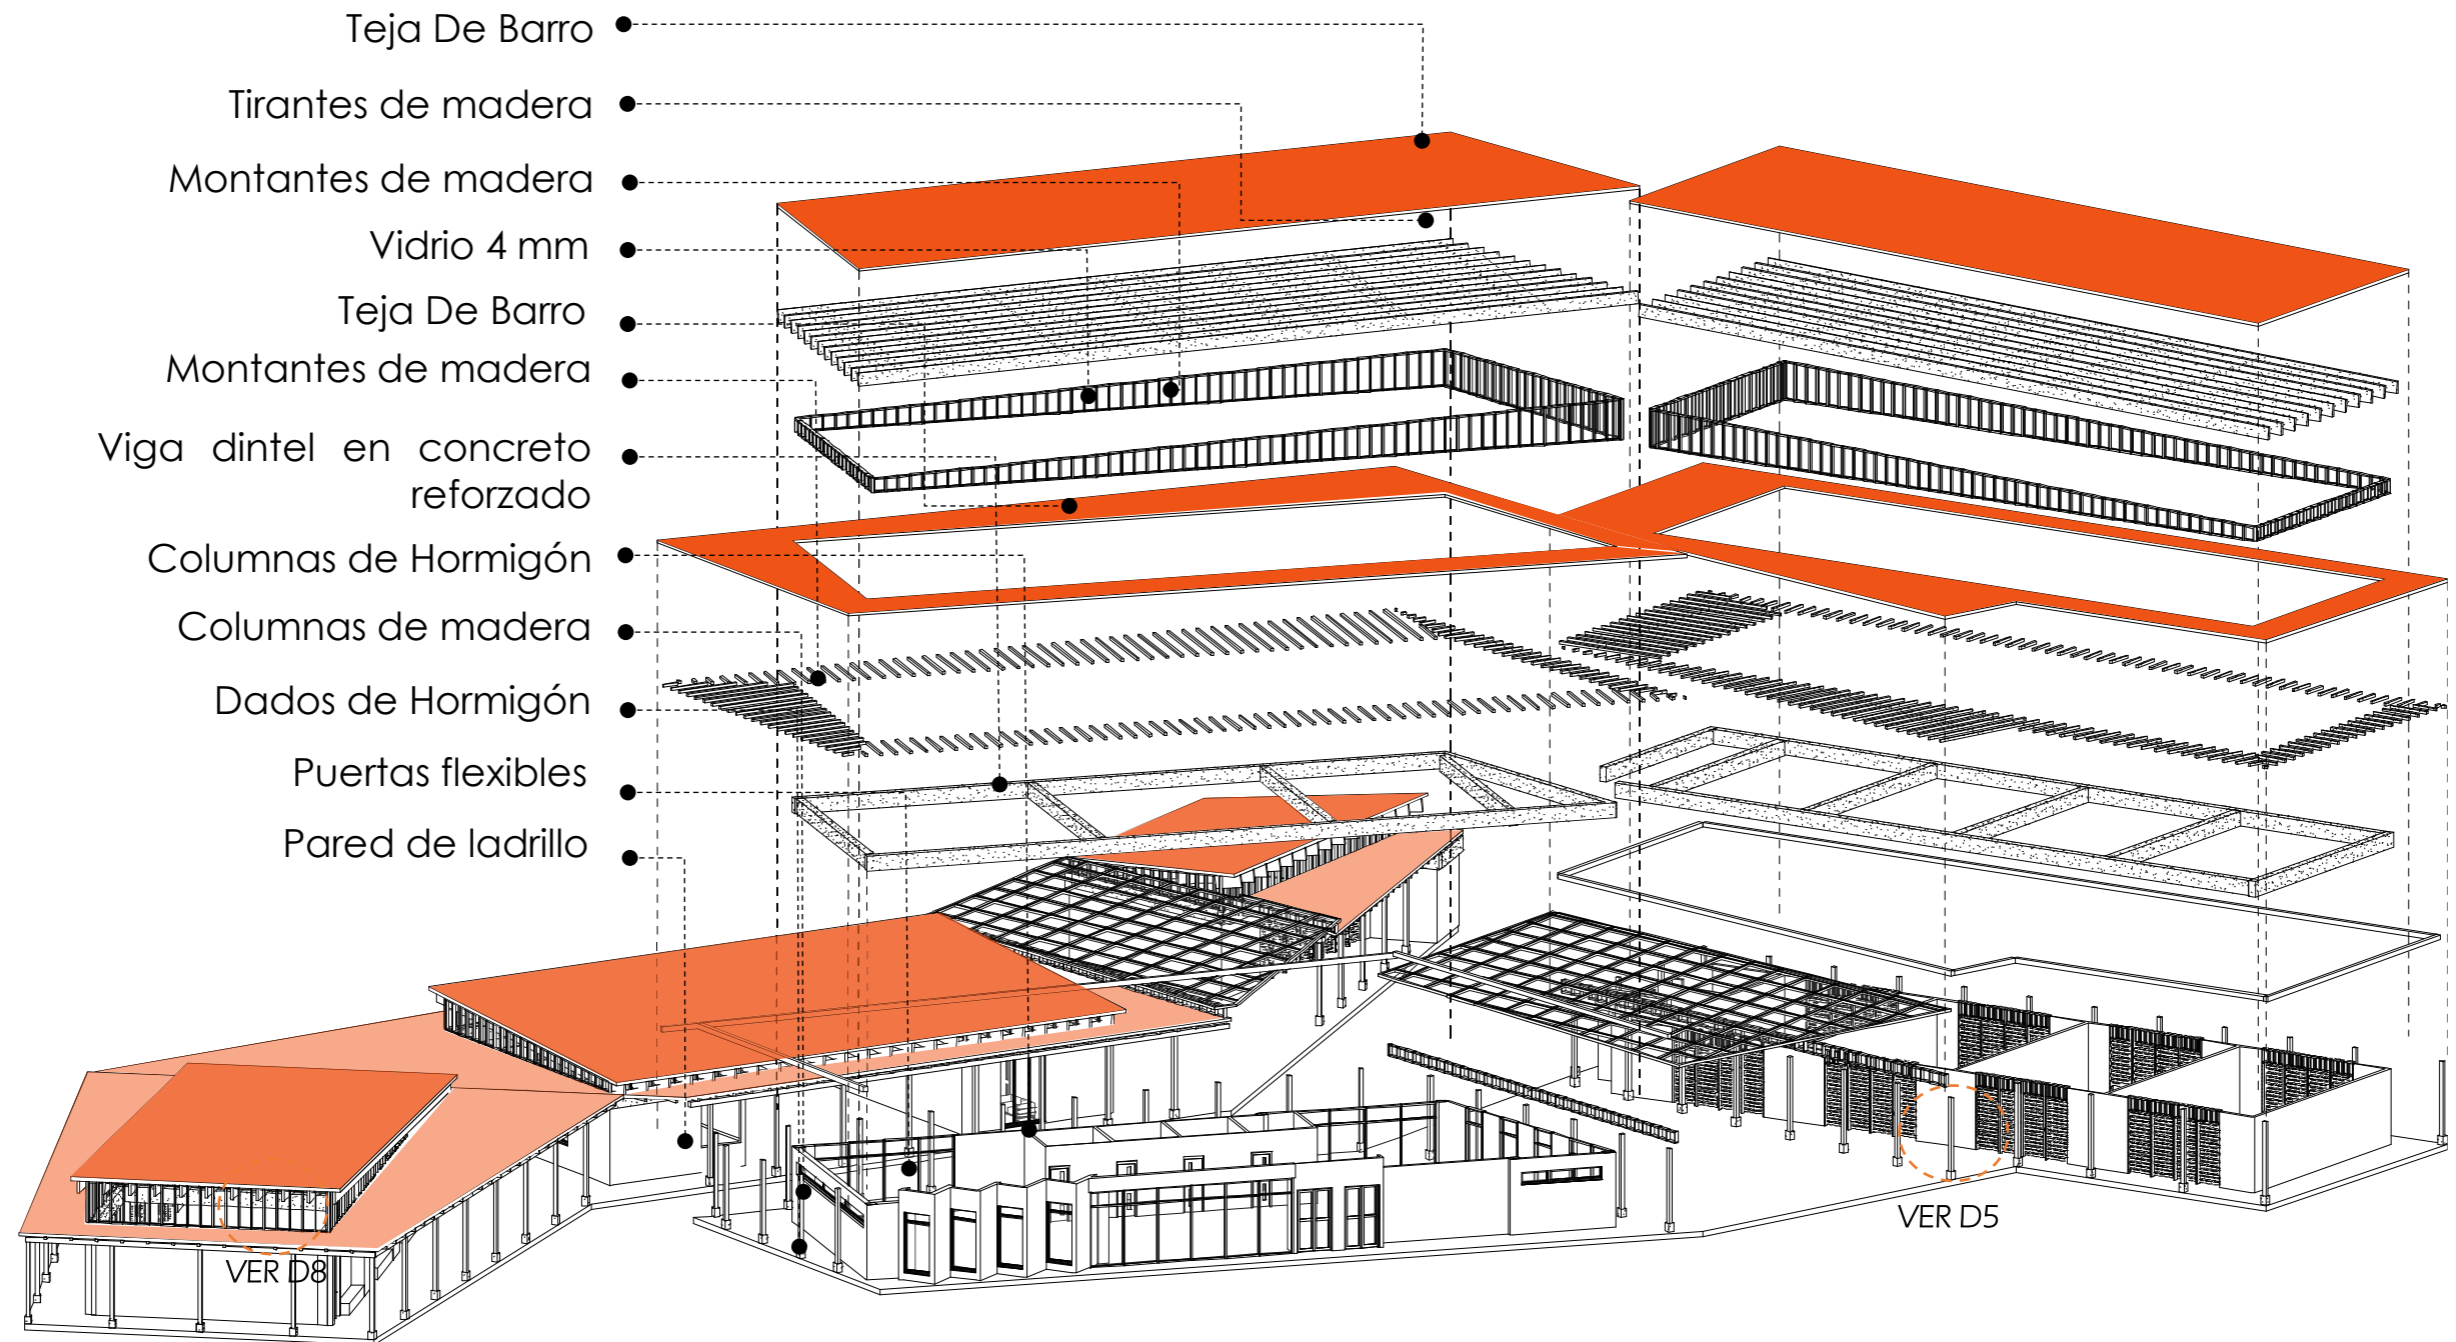 Teja De Barro
Tirantes de madera
Montantes de madera
Vidrio 4 mm
Teja De Barro
Montantes de madera
Viga dintel en concreto
reforzado
Columnas de Hormigón
Columnas de madera
Dados de Hormigón
Puertas flexibles
Pared de ladrillo
VER D5
VER D8